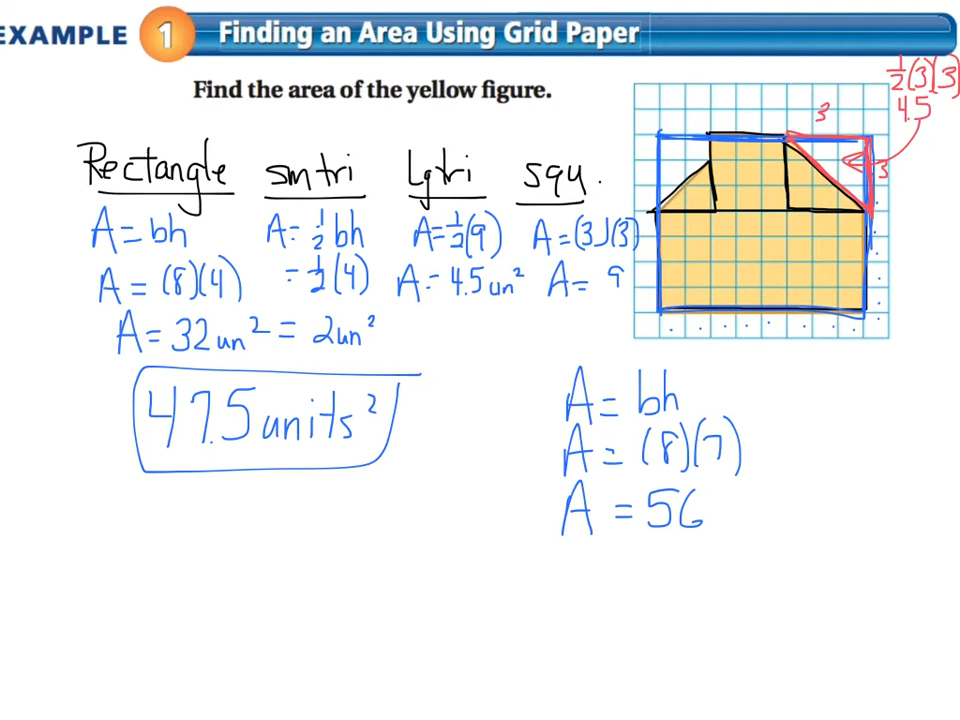 EXAMPLE 1 Finding an Area Using Grid Paper
Find the area of the yellow figure.
½(3)(3)
4.5
3
3
Rectangle sm tri Lg tri squ.
A = bh A = ½ bh A = ½(9) A = (3)(3)
A = (8)(4) = ½(4) A = 4.5 un² A = 9
A = 32 un² = 2 un²
47.5 units²
A = bh
A = (8)(7)
A = 56